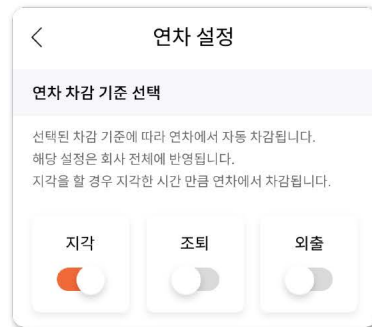 연차 설정
연차 차감 기준 선택
선택된 차감 기준에 따라 연차에서 자동 차감됩니다.
해당 설정은 회사 전체에 반영됩니다.
지각을 할 경우 지각한 시간 만큼 연차에서 차감됩니다.
지각 조퇴 외출